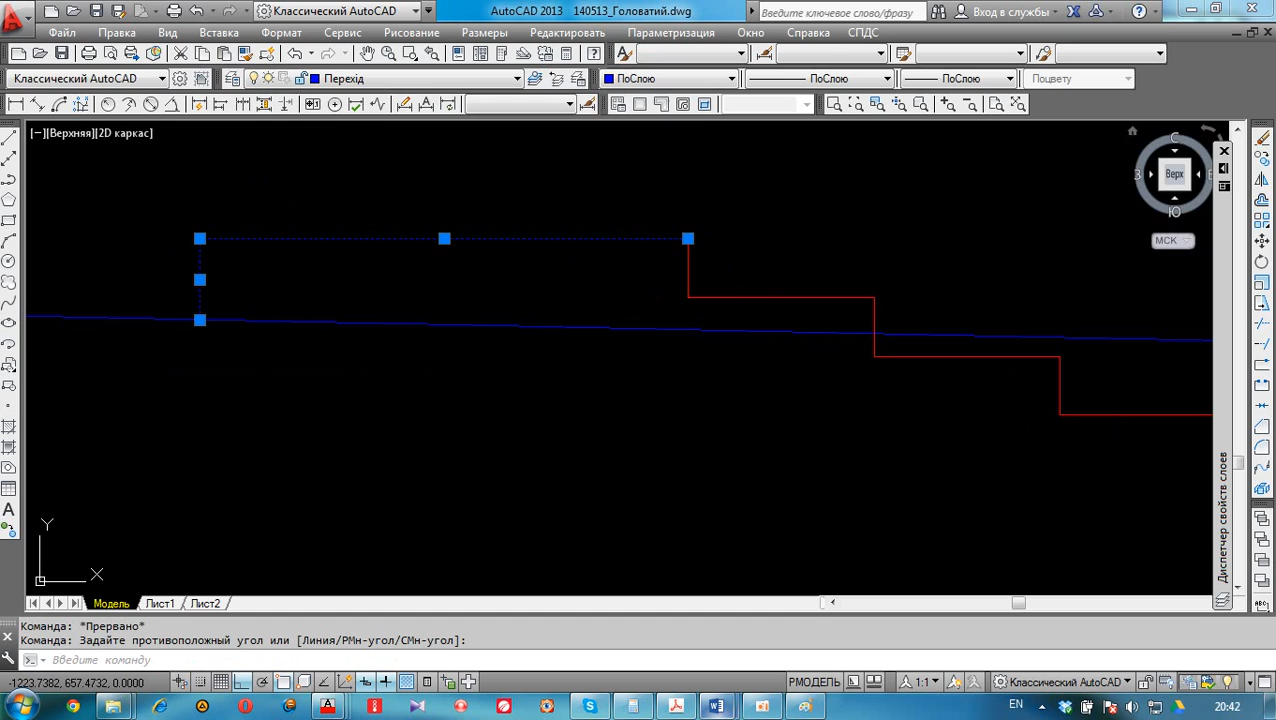 AutoCAD 2013 140513_Головатий.dwg
Классический AutoCAD
Введите ключевое слово/фразу
Вход в службы
Файл Правка Вид Вставка Формат Сервис Рисование Размеры Редактировать Параметризация Окно Справка СПДС
Классический AutoCAD
Перехід
ПоСлою
ПоСлою
ПоСлою
Поцвету
[−][Верхняя][2D каркас]
С
З
Верх
В
Ю
МСК
Диспетчер свойств слоев
Y
X
Модель Лист1 Лист2
Команда: *Прервано*
Команда: Задайте противоположный угол или [Линия/РМн-угол/СМн-угол]:
Введите команду
-1223.7382, 657.4732, 0.0000
РМОДЕЛЬ
1:1
Классический AutoCAD
EN
20:42